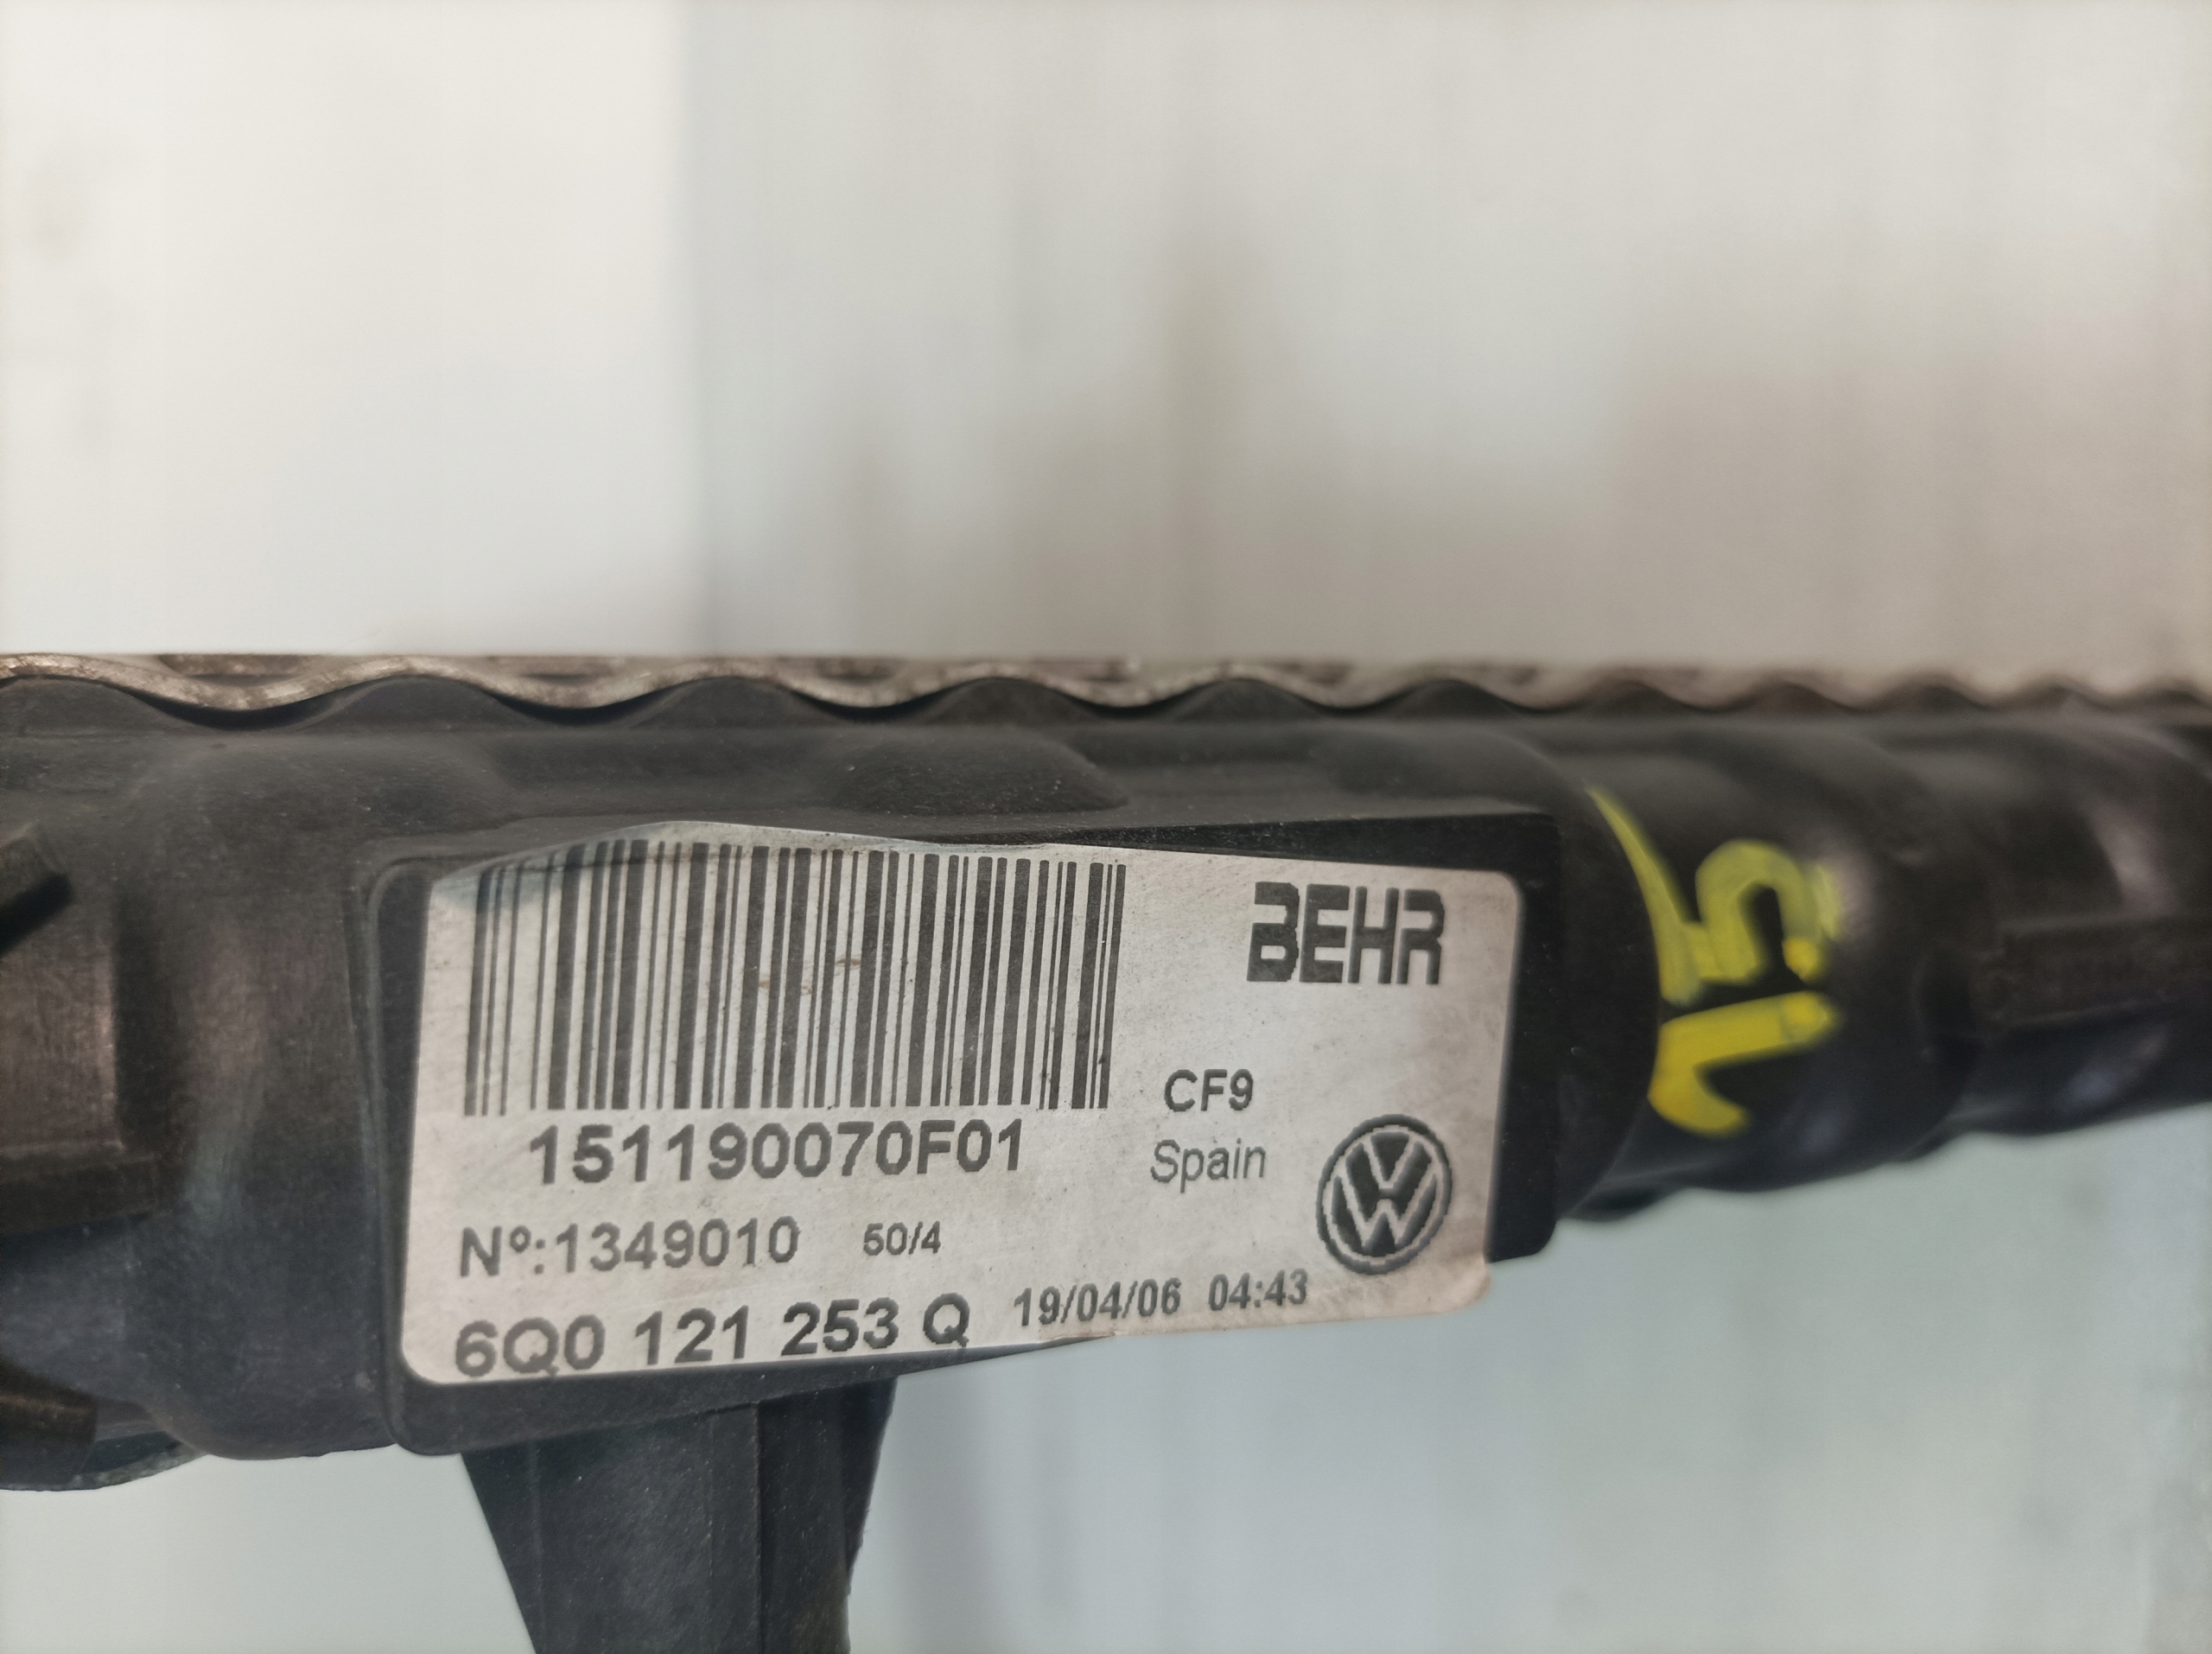 BEHR
CF9
151190070F01
Spain
Nº:1349010 50/4
6Q0 121 253 Q 19/04/06 04:43